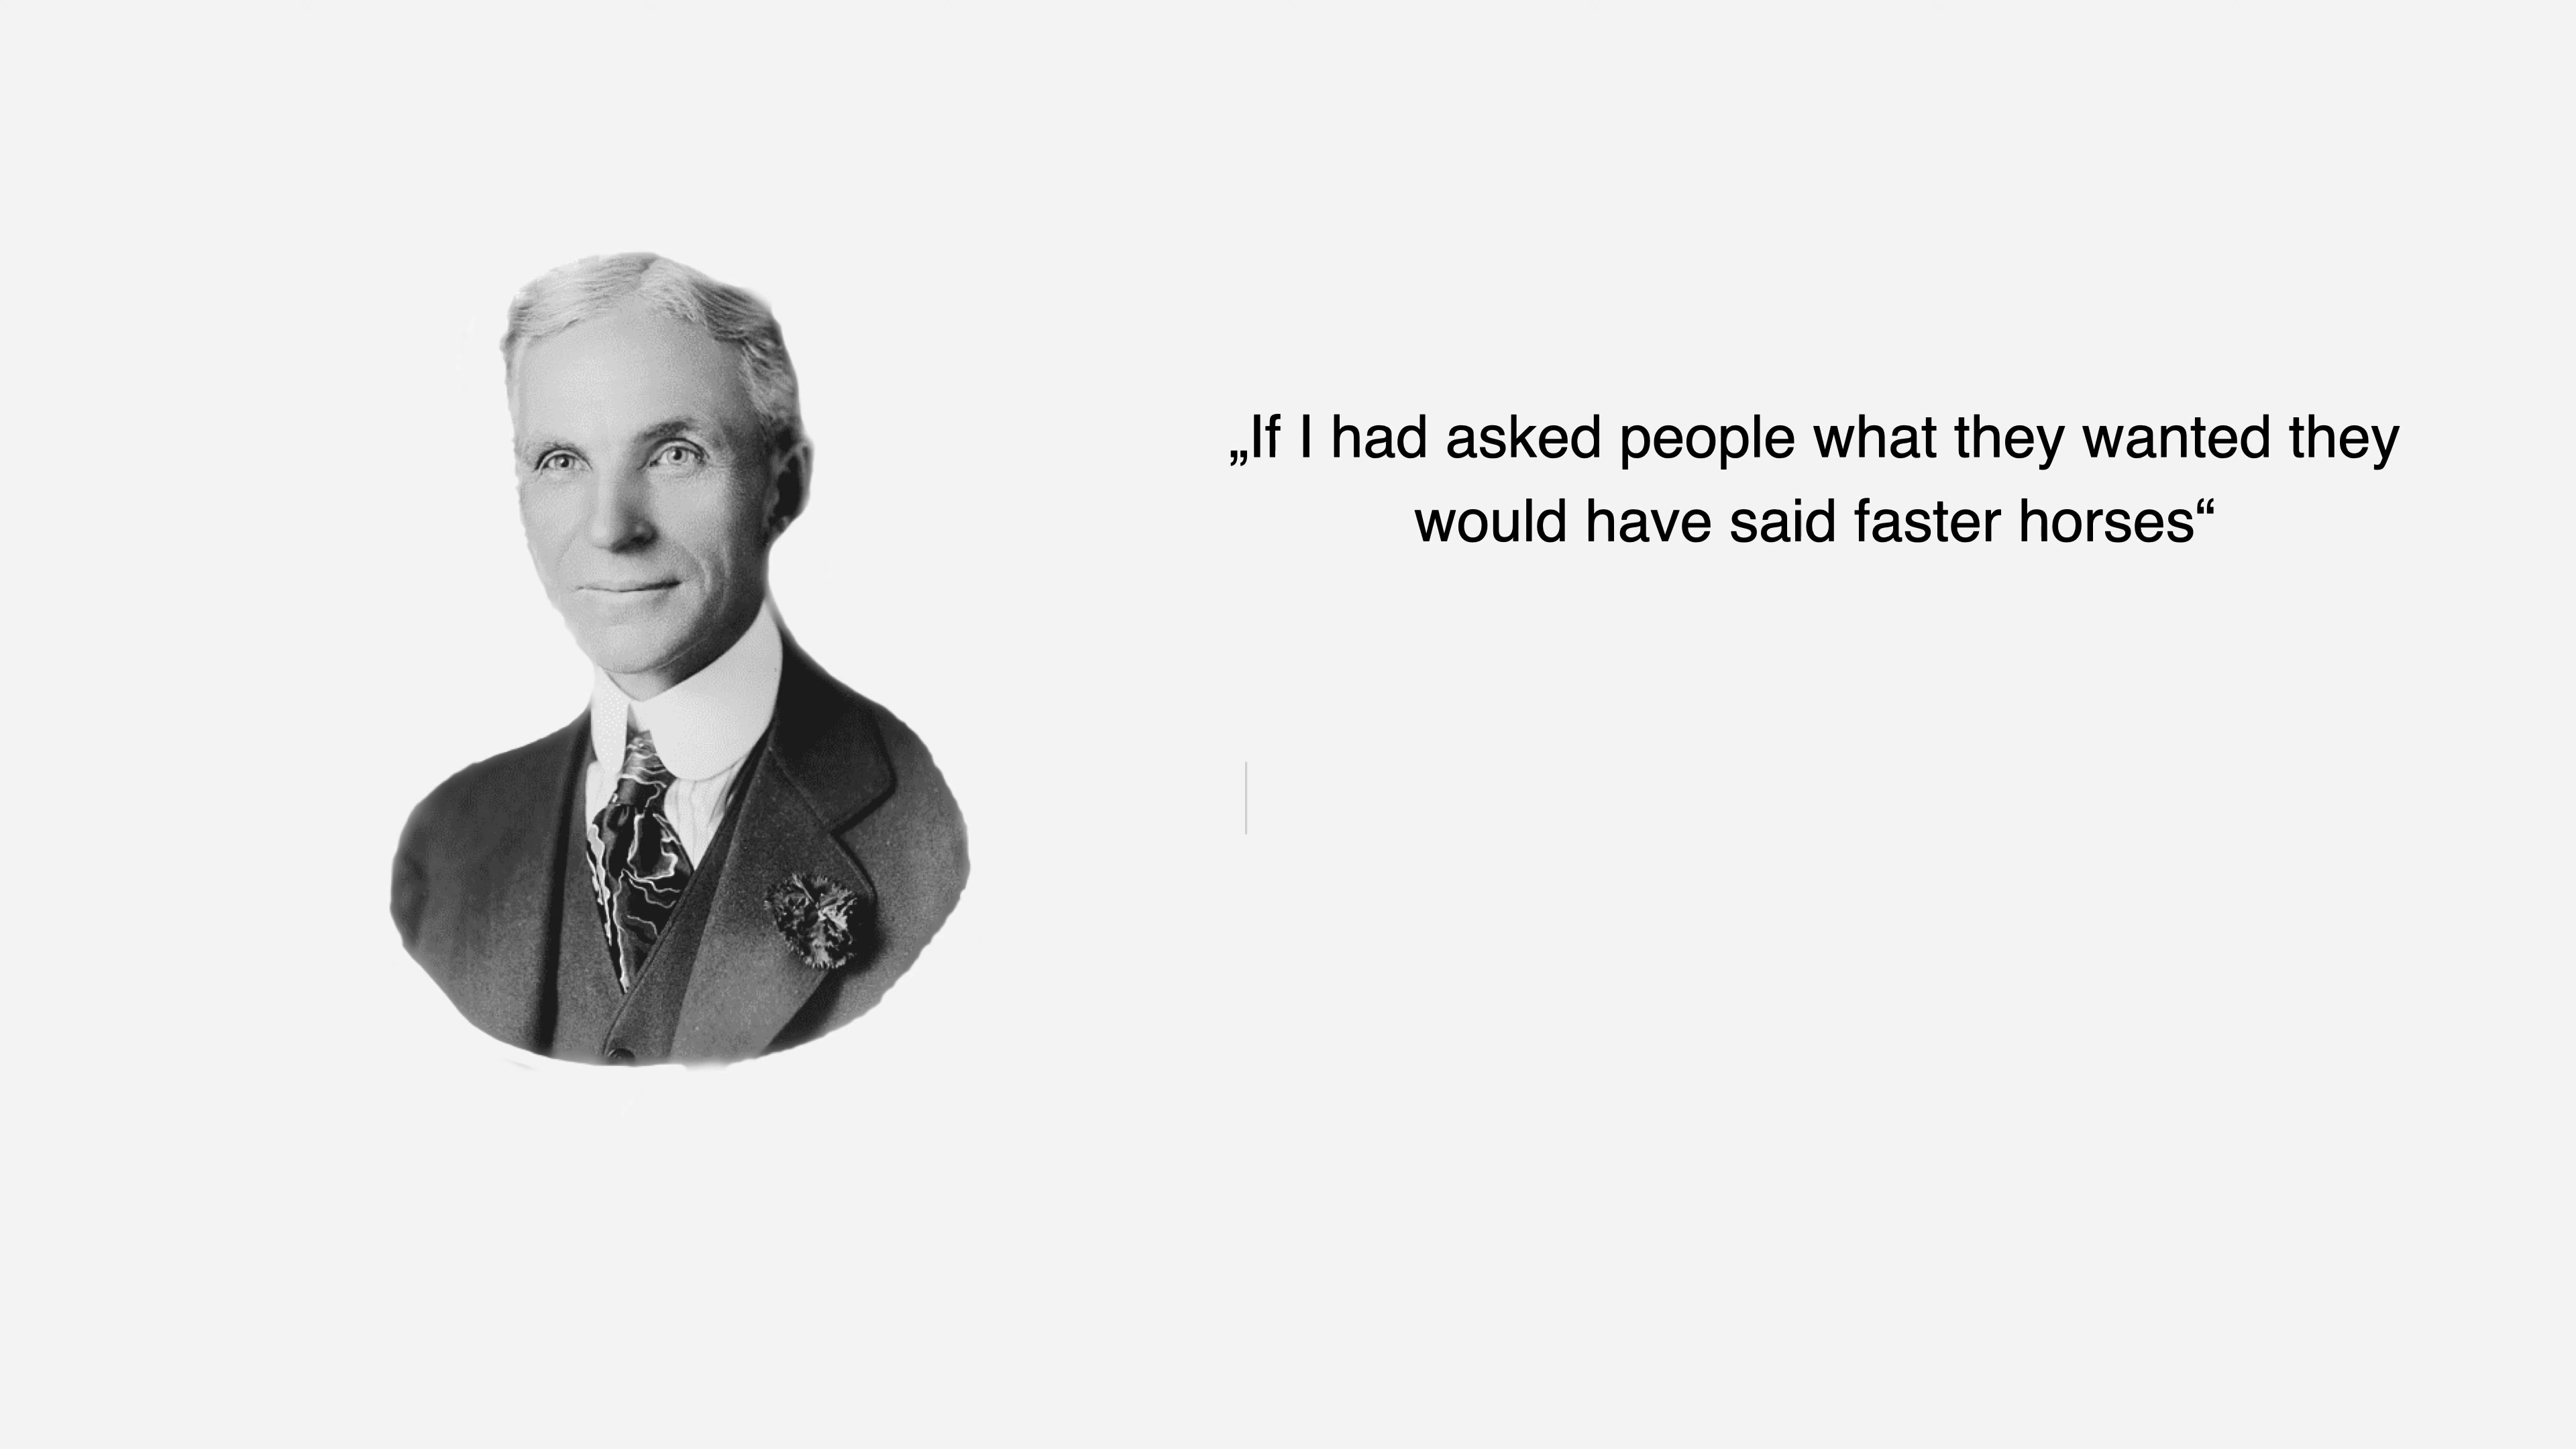 „If I had asked people what they wanted they
would have said faster horses“